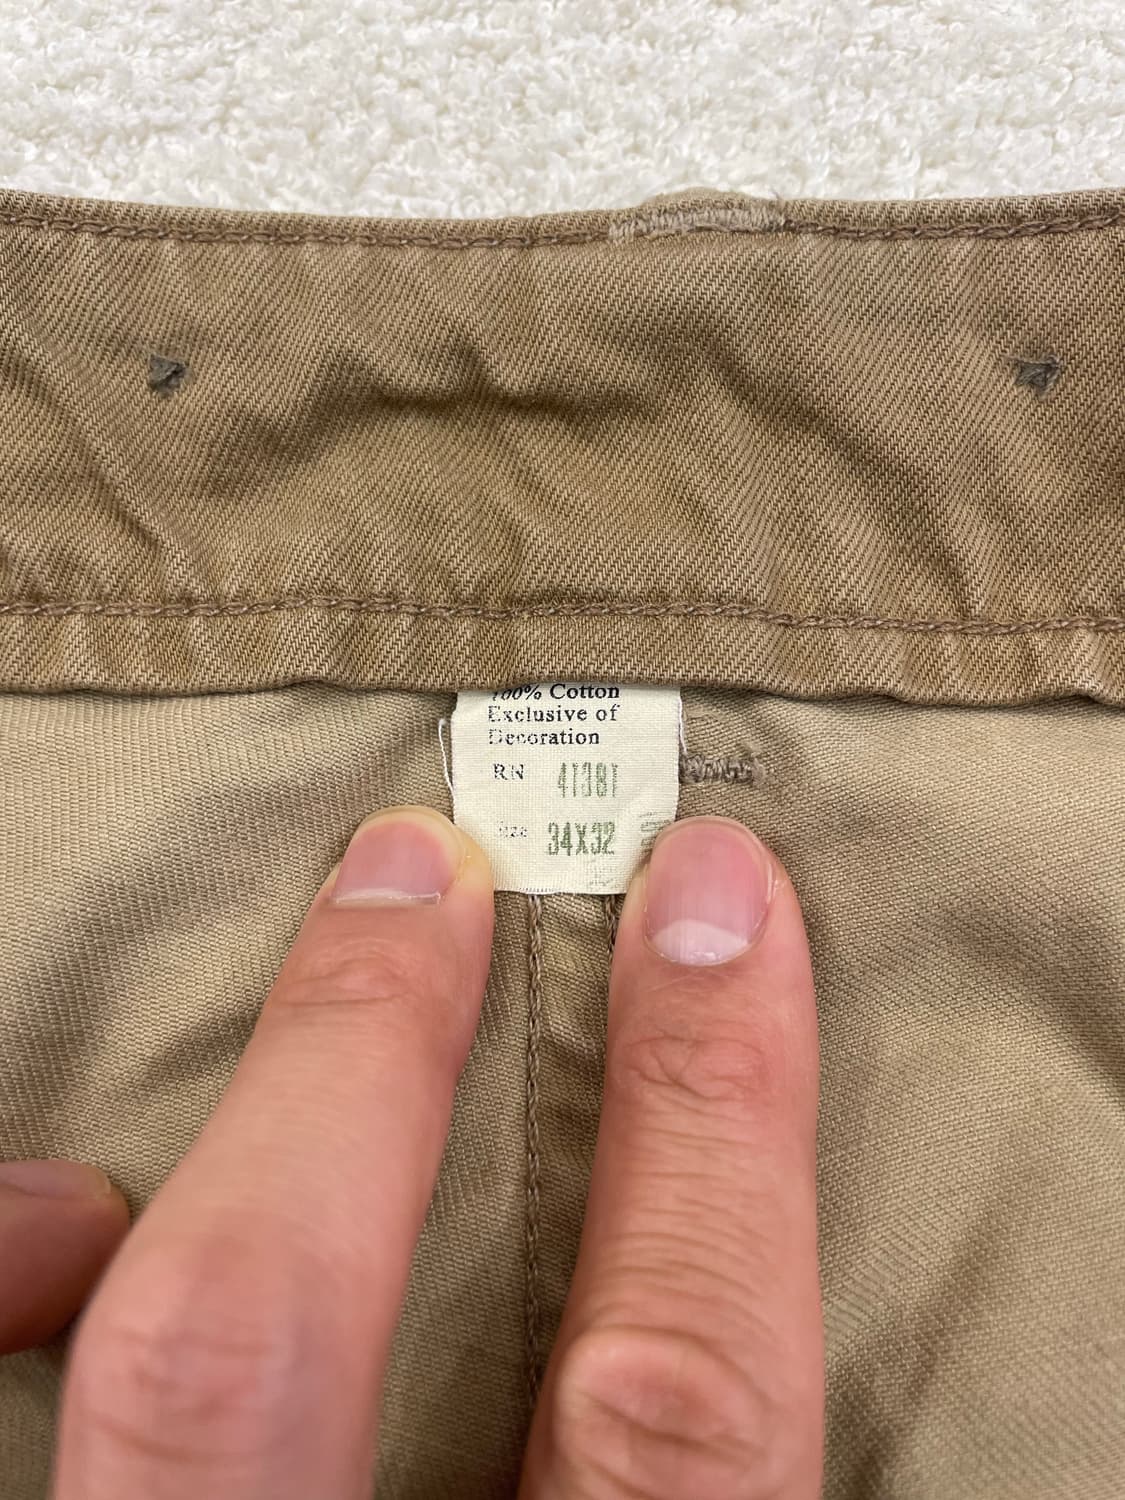 100% Cotton
Exclusive of
Decoration
RN 41381
Size 34X32